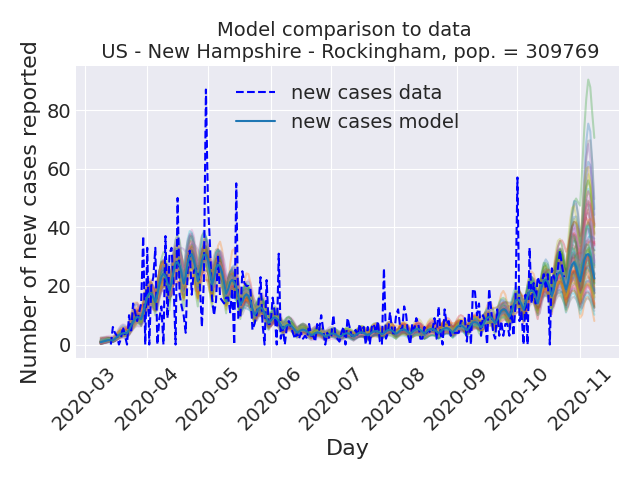 Model comparison to data
US - New Hampshire - Rockingham, pop. = 309769
Number of new cases reported
80
60
40
20
0
new cases data
new cases model
2020-03
2020-04
2020-05
2020-06
2020-07
2020-08
2020-09
2020-10
2020-11
Day